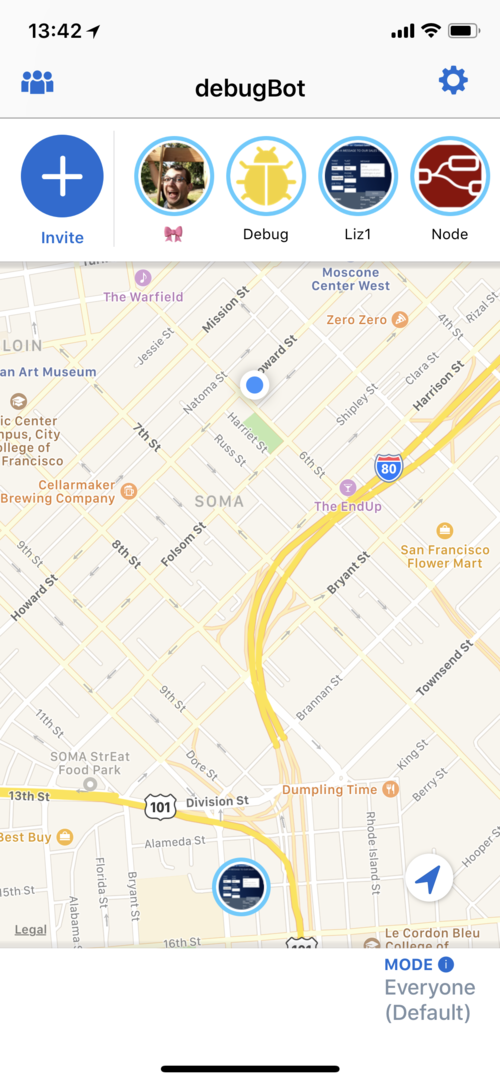 13:42
debugBot
Invite
Debug
Liz1
Node
Moscone
Center West
The Warfield
Mission St
Zero Zero
4th St
Rizal St
Jessie St
oward St
LOIN
Clara St
an Art Museum
Natoma St
Shipley St
Harrison St
ic Center
npus, City
llege of
Francisco
7th St
Harriet St
Russ St
6th St
80
Cellarmaker
Brewing Company
SOMA
The EndUp
9th St
8th St
Folsom St
San Francisco
Flower Mart
Howard St
Bryant St
Townsend St
9th St
Brannan St
11th St
King St
SOMA StrEat
Food Park
Dore St
Berry St
Dumpling Time
13th St
101
Division St
Best Buy
Alameda St
Rhode Island St
Hooper St
15th St
Florida St
Bryant St
Alabama S
Legal
16th St
Le Cordon Bleu
College of
MODE i
Everyone
(Default)